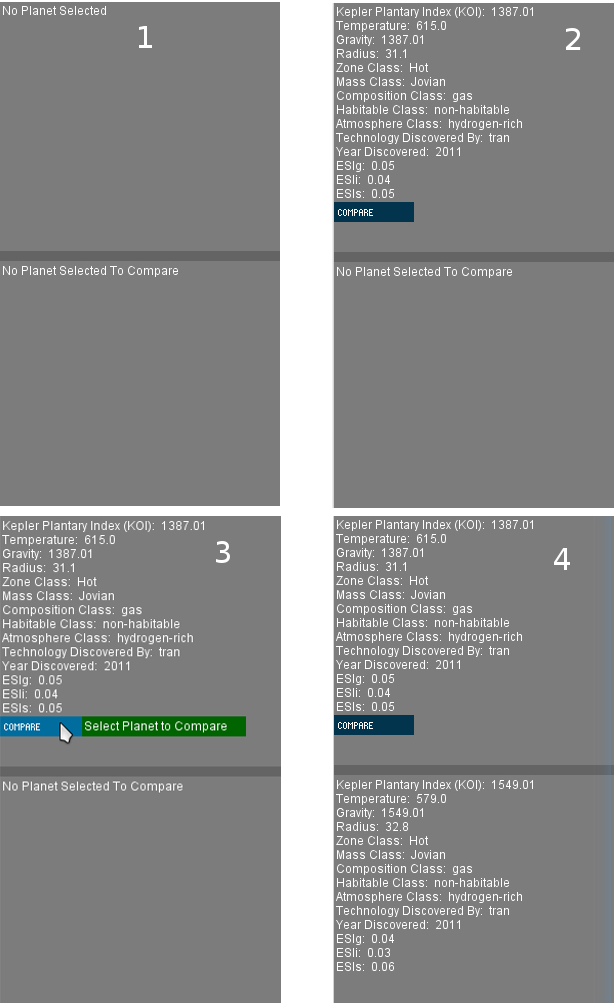 No Planet Selected
1
No Planet Selected To Compare
Kepler Plantary Index (KOI): 1387.01
2
Temperature: 615.0
Gravity: 1387.01
Radius: 31.1
Zone Class: Hot
Mass Class: Jovian
Composition Class: gas
Habitable Class: non-habitable
Atmosphere Class: hydrogen-rich
Technology Discovered By: tran
Year Discovered: 2011
ESIg: 0.05
ESIi: 0.04
ESIs: 0.05
COMPARE
No Planet Selected To Compare
Kepler Plantary Index (KOI): 1387.01
Temperature: 615.0
3
Gravity: 1387.01
Radius: 31.1
Zone Class: Hot
Mass Class: Jovian
Composition Class: gas
Habitable Class: non-habitable
Atmosphere Class: hydrogen-rich
Technology Discovered By: tran
Year Discovered: 2011
ESIg: 0.05
ESIi: 0.04
ESIs: 0.05
COMPARE Select Planet to Compare
No Planet Selected To Compare
Kepler Plantary Index (KOI): 1387.01
Temperature: 615.0
Gravity: 1387.01
4
Radius: 31.1
Zone Class: Hot
Mass Class: Jovian
Composition Class: gas
Habitable Class: non-habitable
Atmosphere Class: hydrogen-rich
Technology Discovered By: tran
Year Discovered: 2011
ESIg: 0.05
ESIi: 0.04
ESIs: 0.05
COMPARE
Kepler Plantary Index (KOI): 1549.01
Temperature: 579.0
Gravity: 1549.01
Radius: 32.8
Zone Class: Hot
Mass Class: Jovian
Composition Class: gas
Habitable Class: non-habitable
Atmosphere Class: hydrogen-rich
Technology Discovered By: tran
Year Discovered: 2011
ESIg: 0.04
ESIi: 0.03
ESIs: 0.06